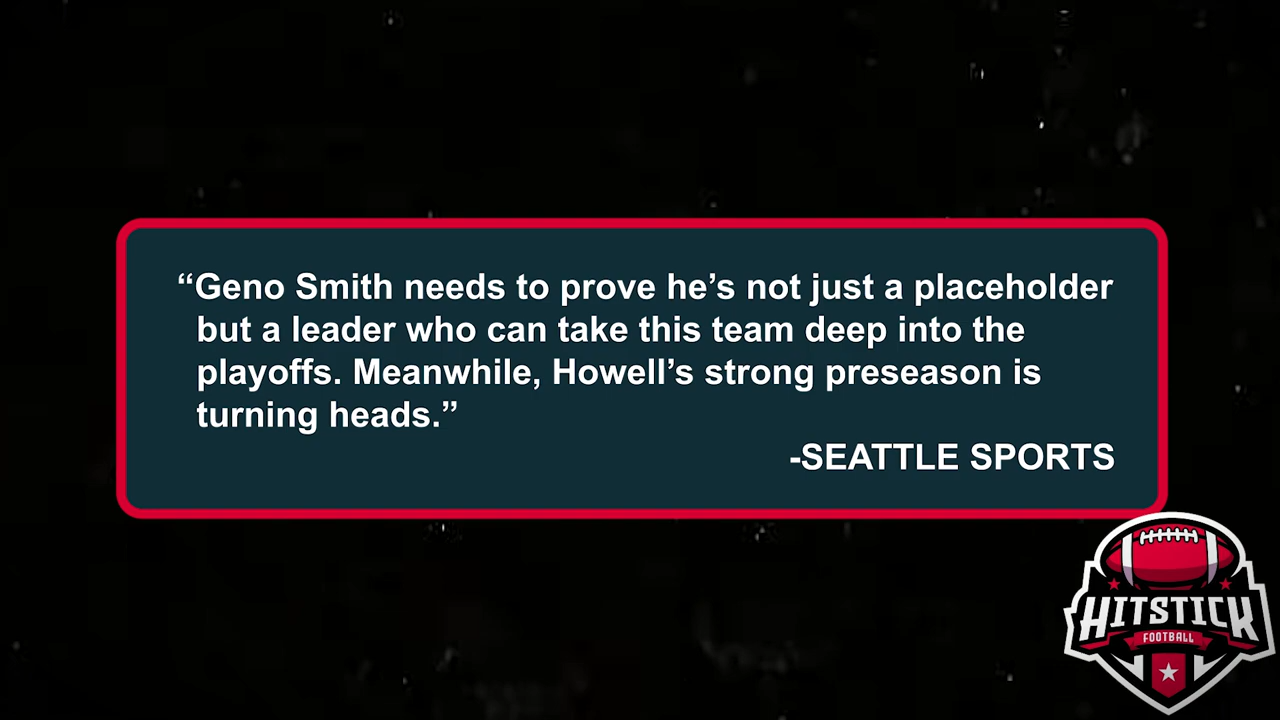 “Geno Smith needs to prove he’s not just a placeholder
but a leader who can take this team deep into the
playoffs. Meanwhile, Howell’s strong preseason is
turning heads.”
-SEATTLE SPORTS
HITSTICK
FOOTBALL